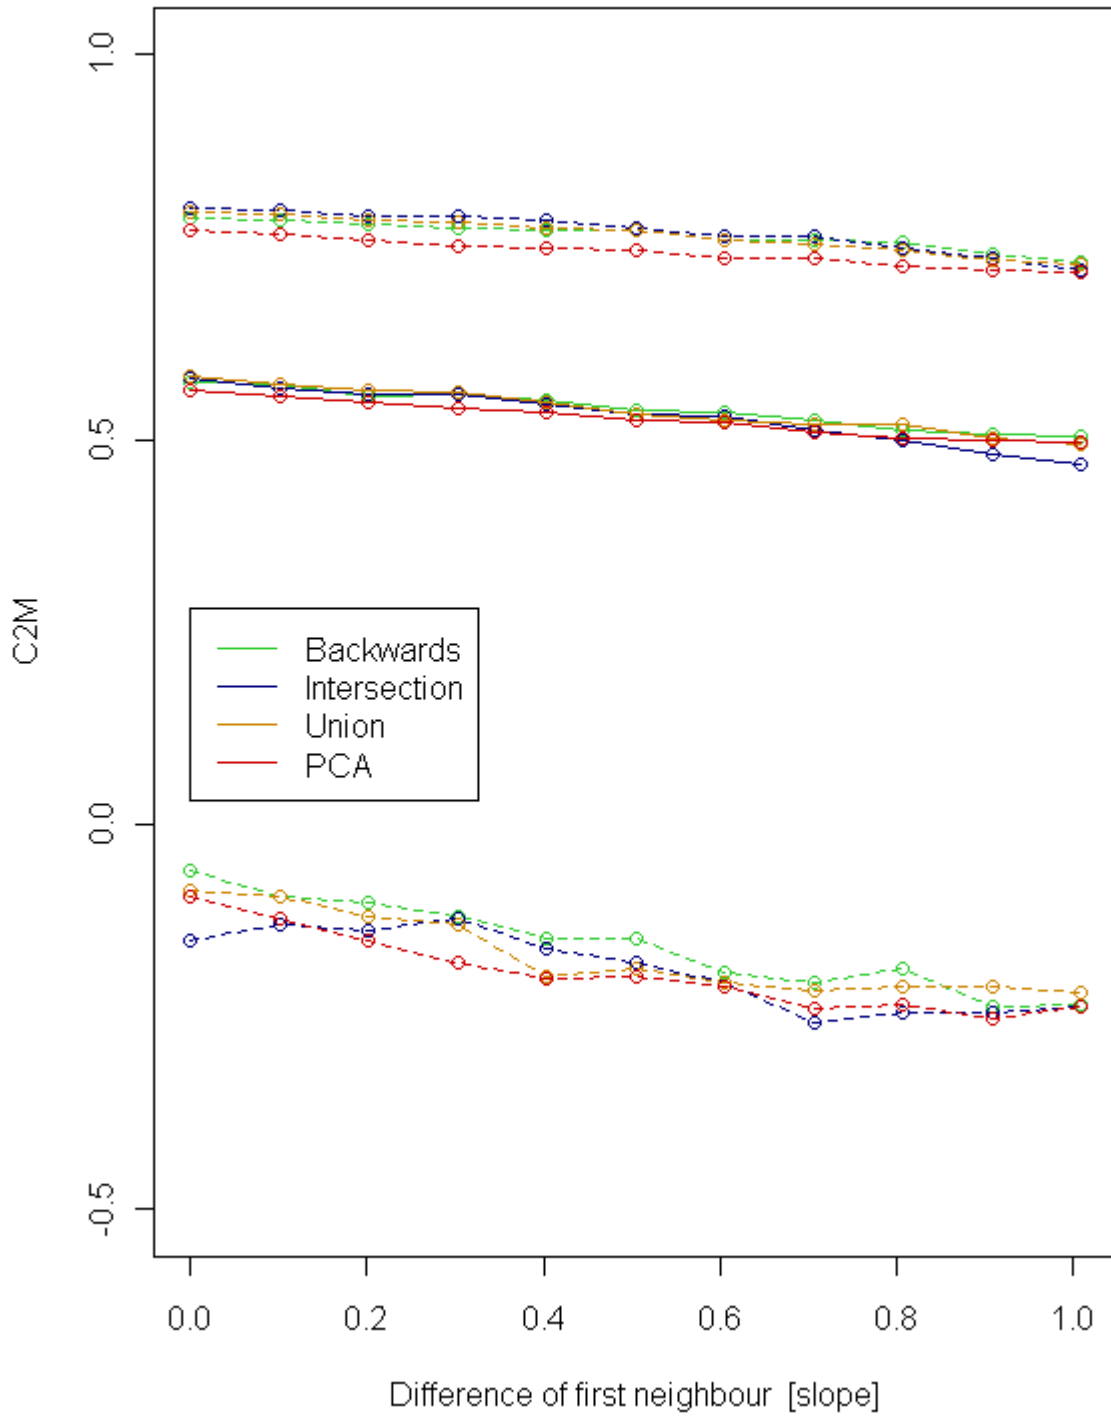 1.0
0.5
0.0
-0.5
C2M
Backwards
Intersection
Union
PCA
0.0 0.2 0.4 0.6 0.8 1.0
Difference of first neighbour [slope]